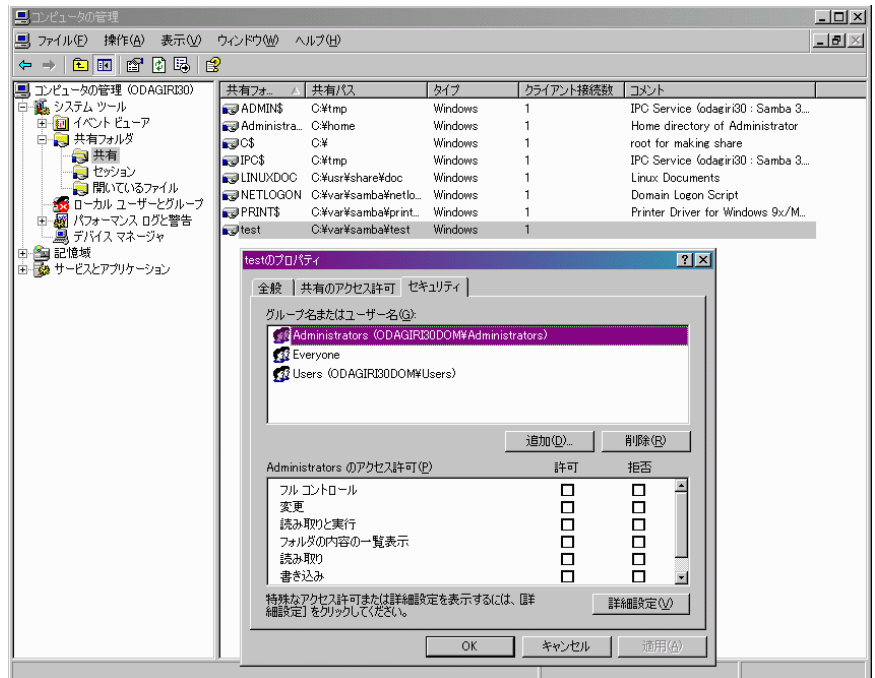 コンピュータの管理
ファイル(F) 操作(A) 表示(V) ウィンドウ(W) ヘルプ(H)
コンピュータの管理 (ODAGIRI30)
システム ツール
イベント ビューア
共有フォルダ
共有
セッション
開いているファイル
ローカル ユーザーとグループ
パフォーマンス ログと警告
デバイス マネージャ
記憶域
サービスとアプリケーション
共有フォ... 共有パス タイプ クライアント接続数 コメント
ADMIN$ C:¥tmp Windows 1 IPC Service (odagiri30 : Samba 3....
Administra... C:¥home Windows 1 Home directory of Administrator
C$ C:¥ Windows 1 root for making share
IPC$ C:¥tmp Windows 1 IPC Service (odagiri30 : Samba 3....
LINUXDOC C:¥usr¥share¥doc Windows 1 Linux Documents
NETLOGON C:¥var¥samba¥netlo... Windows 1 Domain Logon Script
PRINT$ C:¥var¥samba¥print... Windows 1 Printer Driver for Windows 9x/M...
test C:¥var¥samba¥test Windows 1
testのプロパティ
全般 共有のアクセス許可 セキュリティ
グループ名またはユーザー名(G):
Administrators (ODAGIRI30DOM¥Administrators)
Everyone
Users (ODAGIRI30DOM¥Users)
追加(D)... 削除(R)
Administrators のアクセス許可(P) 許可 拒否
フル コントロール
変更
読み取りと実行
フォルダの内容の一覧表示
読み取り
書き込み
特殊なアクセス許可または詳細設定を表示するには、[詳
細設定] をクリックしてください。
詳細設定(V)
OK キャンセル 適用(A)